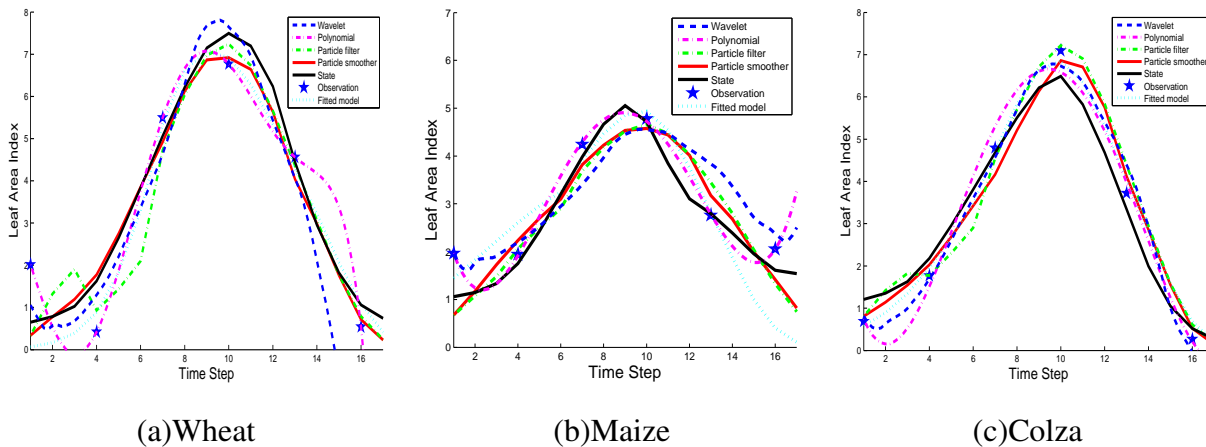 8
7
6
5
4
3
2
1
0
Leaf Area Index
2 4 6 8 10 12 14 16
Time Step
Wavelet
Polynomial
Particle filter
Particle smoother
State
Observation
Fitted model
(a)Wheat
7
6
5
4
3
2
1
0
Leaf Area Index
2 4 6 8 10 12 14 16
Time Step
Wavelet
Polynomial
Particle filter
Particle smoother
State
Observation
Fitted model
(b)Maize
8
7
6
5
4
3
2
1
0
Leaf Area Index
2 4 6 8 10 12 14 16
Time Step
Wavelet
Polynomial
Particle filter
Particle smoother
State
Observation
Fitted model
(c)Colza